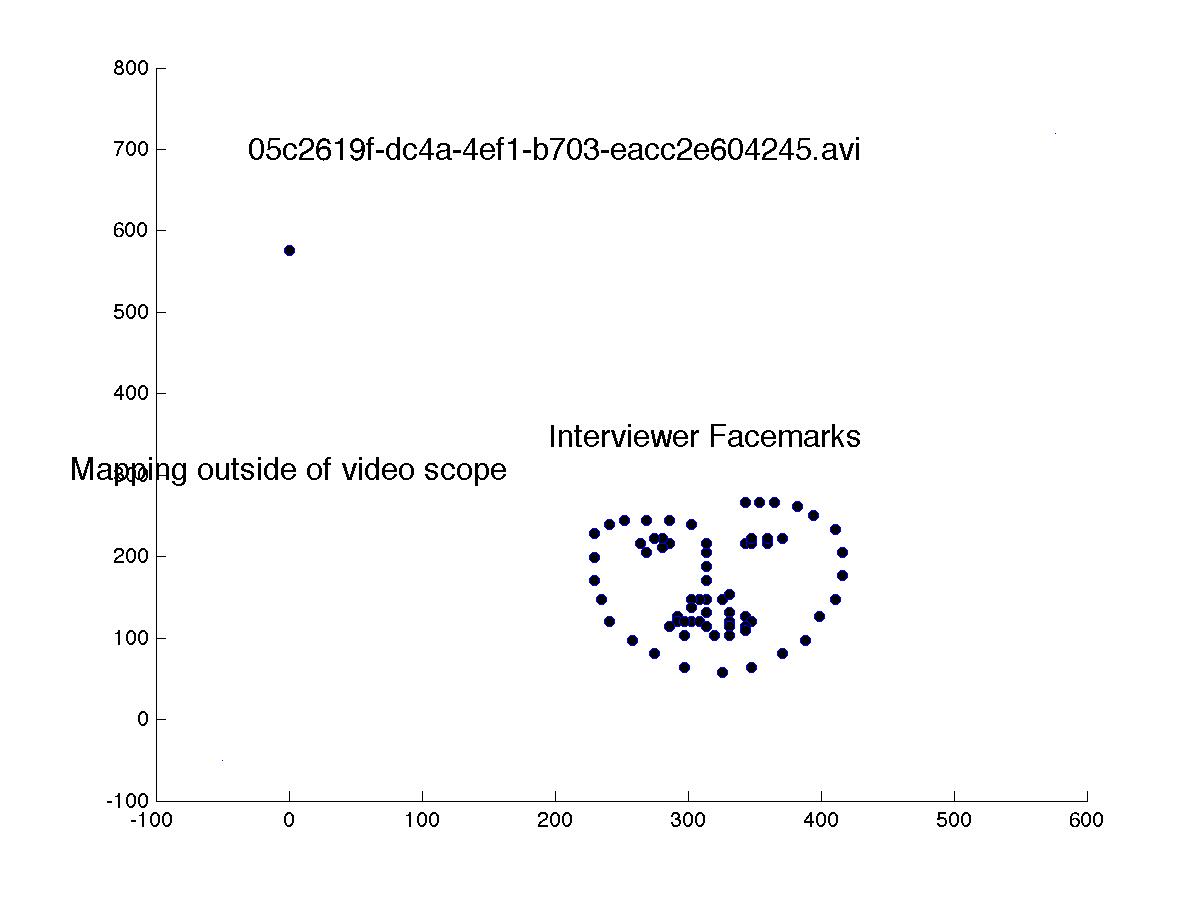 800
700
05c2619f-dc4a-4ef1-b703-eacc2e604245.avi
600
500
400
Interviewer Facemarks
300
Mapping outside of video scope
200
100
0
-100
-100 0 100 200 300 400 500 600